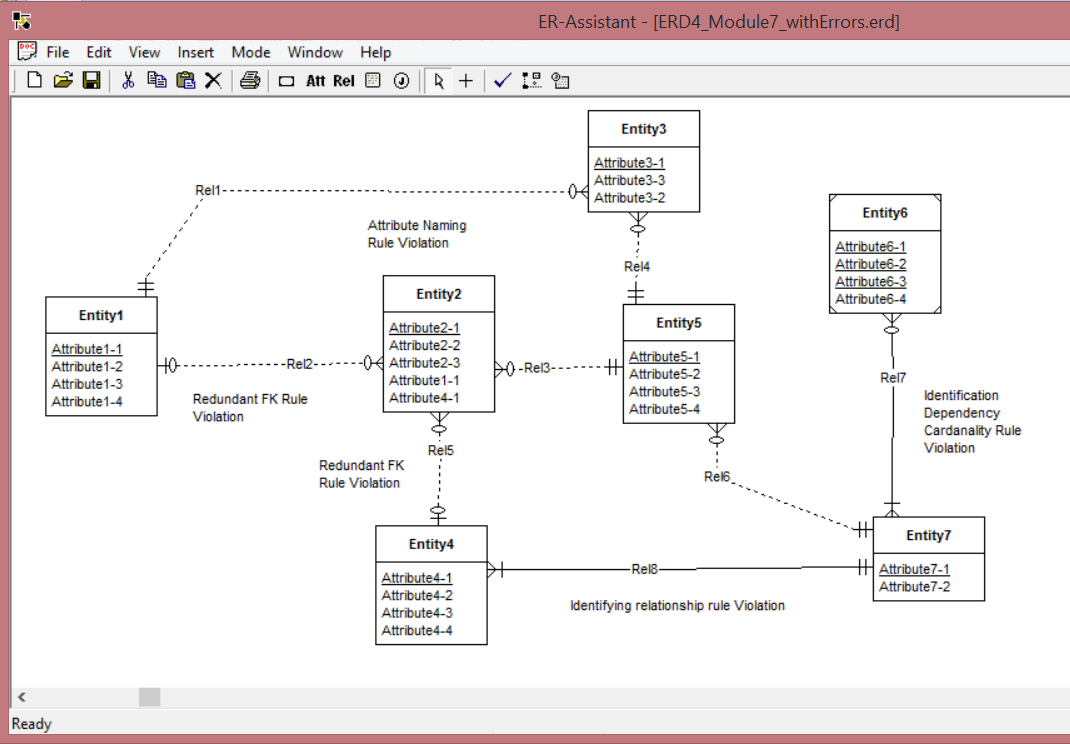 ER-Assistant - [ERD4_Module7_withErrors.erd]
DOC File Edit View Insert Mode Window Help
Att Rel
Entity3
Attribute3-1
Attribute3-3
Attribute3-2
Rel1
Attribute Naming
Rule Violation
Entity6
Attribute6-1
Attribute6-2
Attribute6-3
Attribute6-4
Rel4
Entity2
Attribute2-1
Attribute2-2
Attribute2-3
Attribute1-1
Attribute4-1
Entity1
Attribute1-1
Attribute1-2
Attribute1-3
Attribute1-4
Entity5
Attribute5-1
Attribute5-2
Attribute5-3
Attribute5-4
Rel2
Rel3
Rel7
Redundant FK Rule
Violation
Identification
Dependency
Cardanality Rule
Violation
Rel5
Redundant FK
Rule Violation
Rel6
Entity4
Attribute4-1
Attribute4-2
Attribute4-3
Attribute4-4
Entity7
Attribute7-1
Attribute7-2
Rel8
Identifying relationship rule Violation
Ready